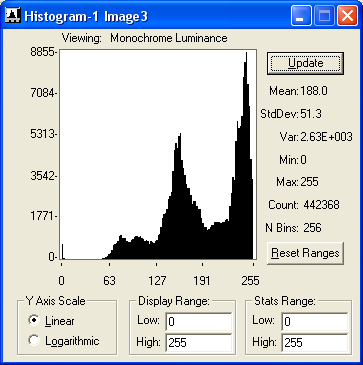 Histogram-1 Image3
Viewing: Monochrome Luminance
8855-
7084-
5313-
3542-
1771-
0-
0 63 127 191 255
Update
Mean: 188.0
StdDev: 51.3
Var: 2.63E+003
Min: 0
Max: 255
Count: 442368
N Bins: 256
Reset Ranges
Y Axis Scale
Linear
Logarithmic
Display Range:
Low: 0
High: 255
Stats Range:
Low: 0
High: 255